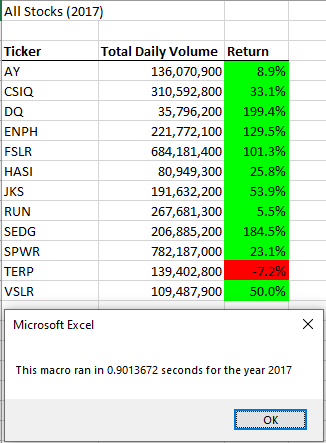 All Stocks (2017)
Ticker Total Daily Volume Return
AY 136,070,900 8.9%
CSIQ 310,592,800 33.1%
DQ 35,796,200 199.4%
ENPH 221,772,100 129.5%
FSLR 684,181,400 101.3%
HASI 80,949,300 25.8%
JKS 191,632,200 53.9%
RUN 267,681,300 5.5%
SEDG 206,885,200 184.5%
SPWR 782,187,000 23.1%
TERP 139,402,800 -7.2%
VSLR 109,487,900 50.0%
Microsoft Excel
This macro ran in 0.9013672 seconds for the year 2017
OK